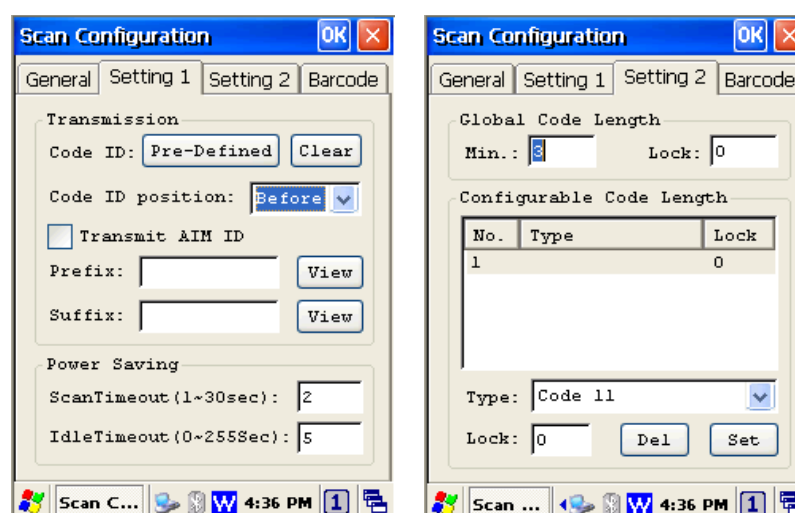 Scan Configuration OK
General Setting 1 Setting 2 Barcode
Transmission
Code ID: Pre-Defined Clear
Code ID position: Before
Transmit AIM ID
Prefix: View
Suffix: View
Power Saving
ScanTimeout(1~30sec): 2
IdleTimeout(0~255Sec): 5
Scan C... W 4:36 PM 1
Scan Configuration OK
General Setting 1 Setting 2 Barcode
Global Code Length
Min.: 3 Lock: 0
Configurable Code Length
No. Type Lock
1 0
Type: Code 11
Lock: 0 Del Set
Scan ... W 4:36 PM 1